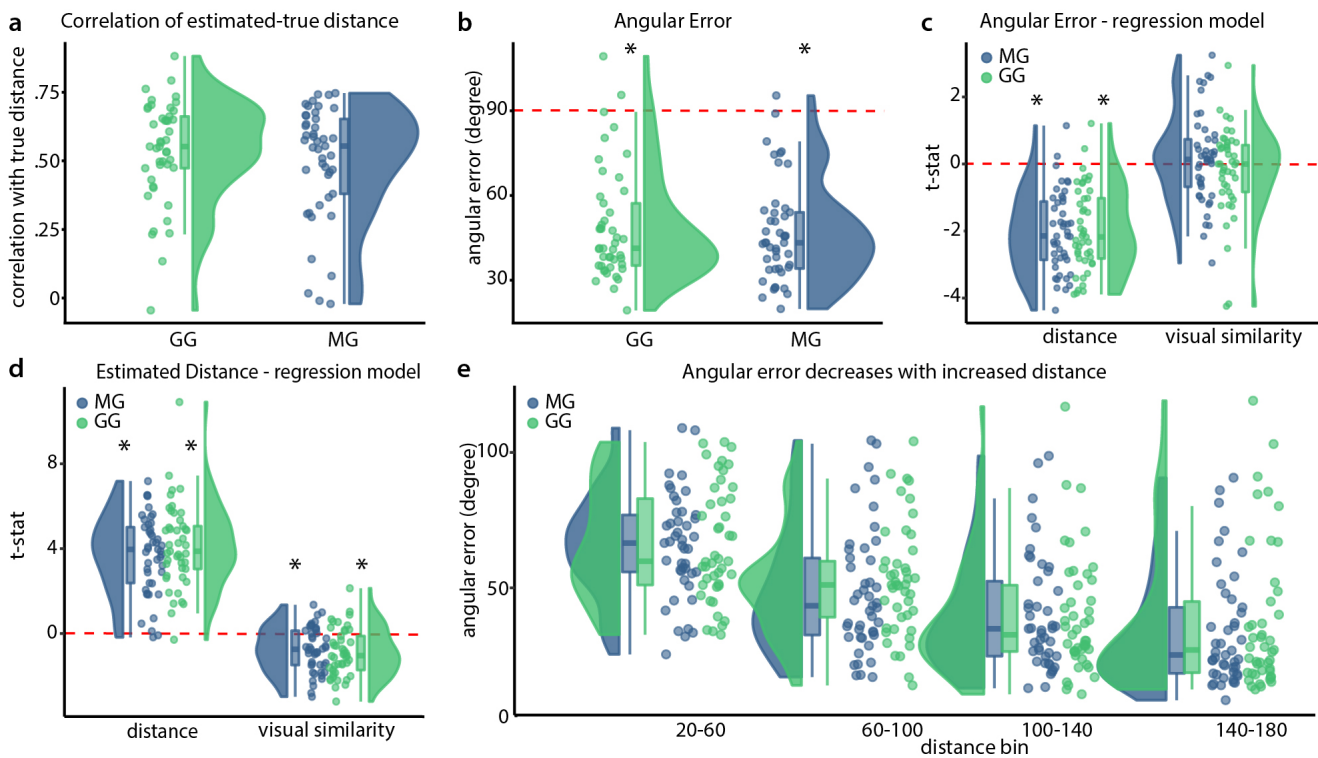 a
Correlation of estimated-true distance
correlation with true distance
.75
.50
.25
0
GG
MG
b
Angular Error
angular error (degree)
90
60
30
*
*
GG
MG
c
Angular Error - regression model
MG
GG
t-stat
2
0
-2
-4
*
*
distance
visual similarity
d
Estimated Distance - regression model
MG
GG
t-stat
8
4
0
*
*
*
*
distance
visual similarity
e
Angular error decreases with increased distance
MG
GG
angular error (degree)
100
50
0
20-60
60-100
100-140
140-180
distance bin